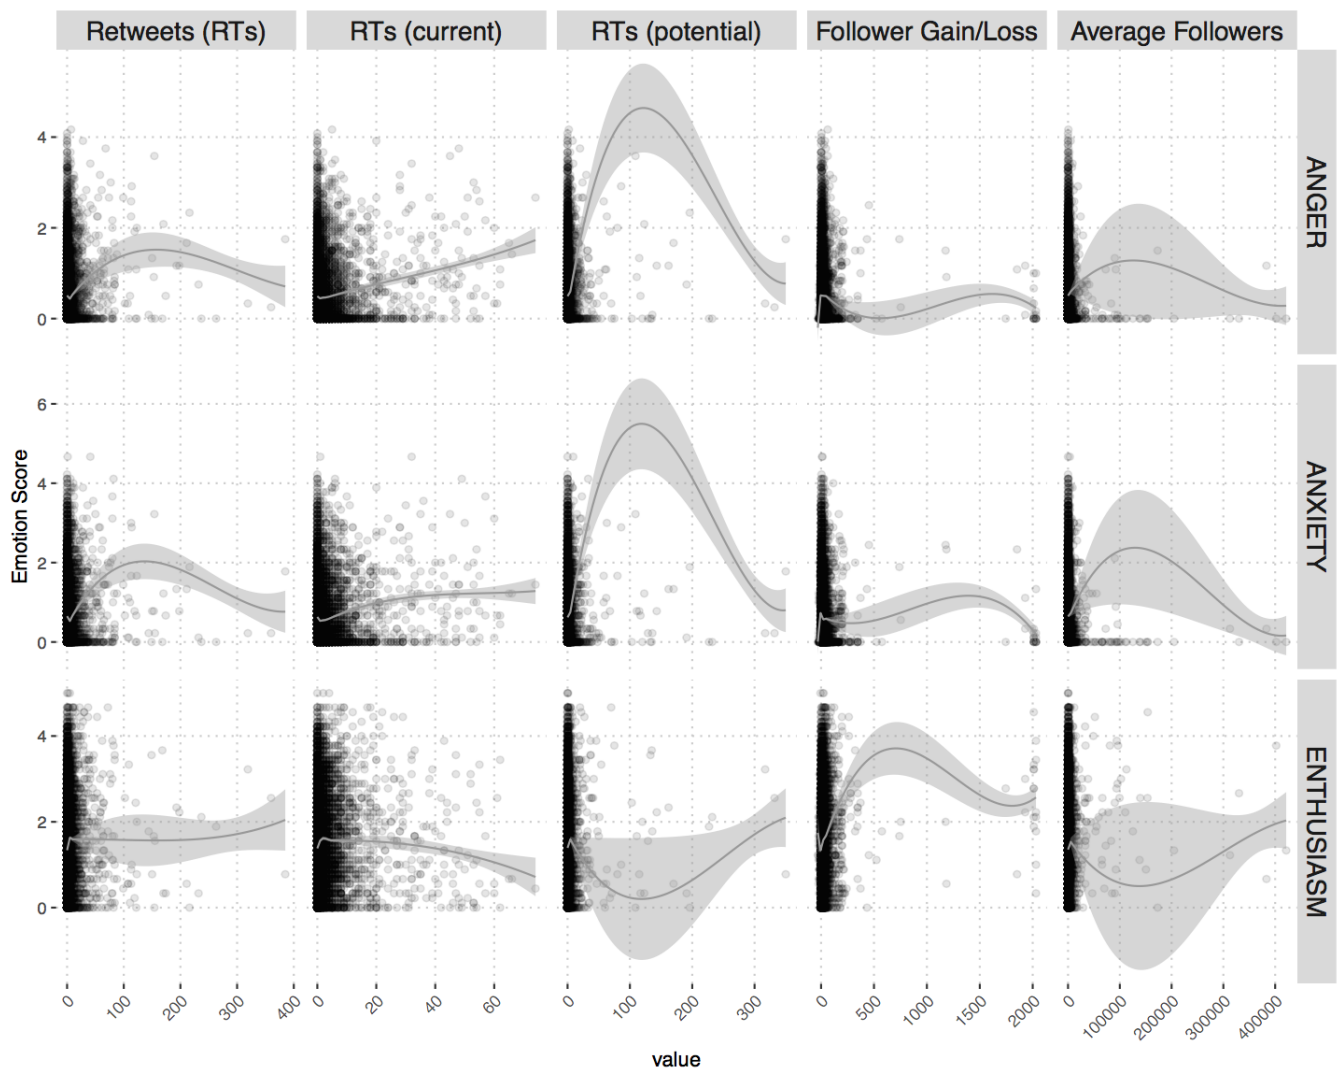 Retweets (RTs) RTs (current) RTs (potential) Follower Gain/Loss Average Followers
4
2
0
ANGER
6
4
2
0
ANXIETY
4
2
0
ENTHUSIASM
Emotion Score
0 100 200 300 400 0 20 40 60 0 100 200 300 0 500 1000 1500 2000 0 100000 200000 300000 400000
value